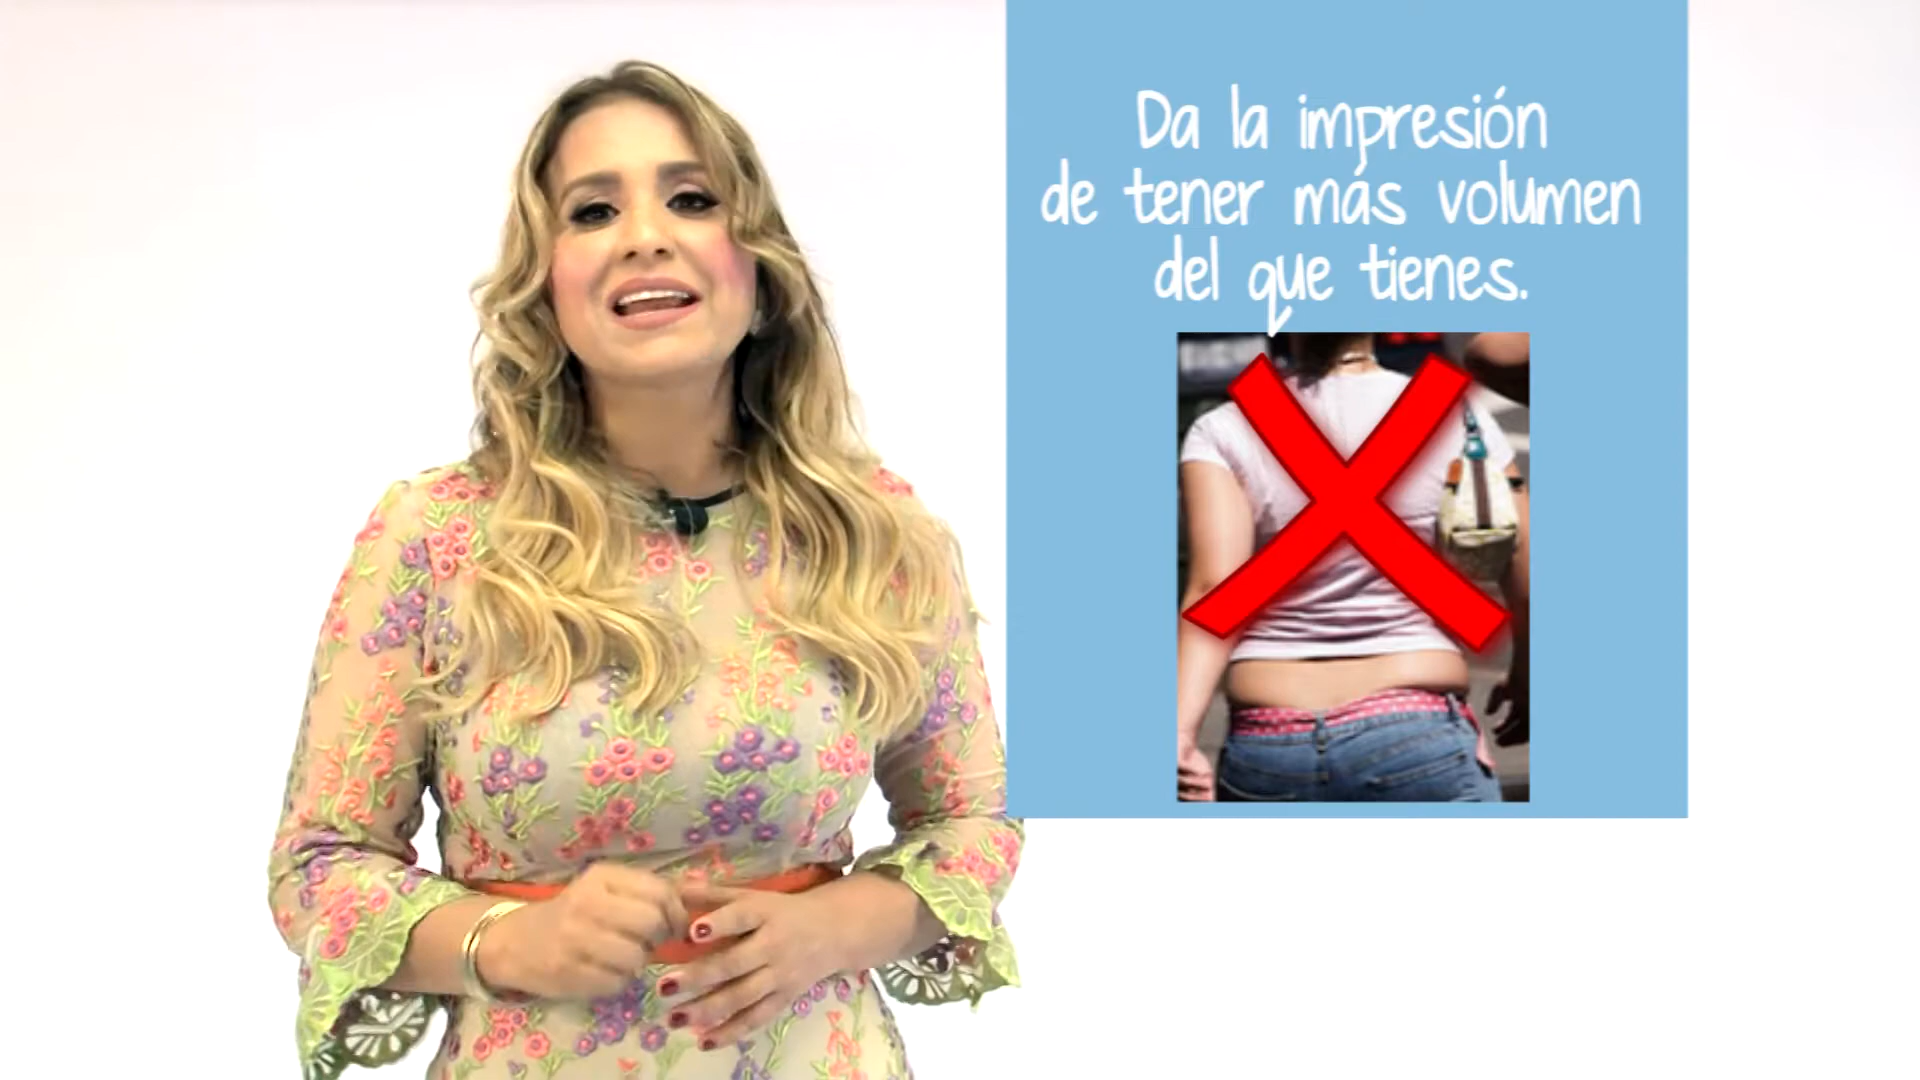 Da la impresión
de tener más volumen
del que tienes.